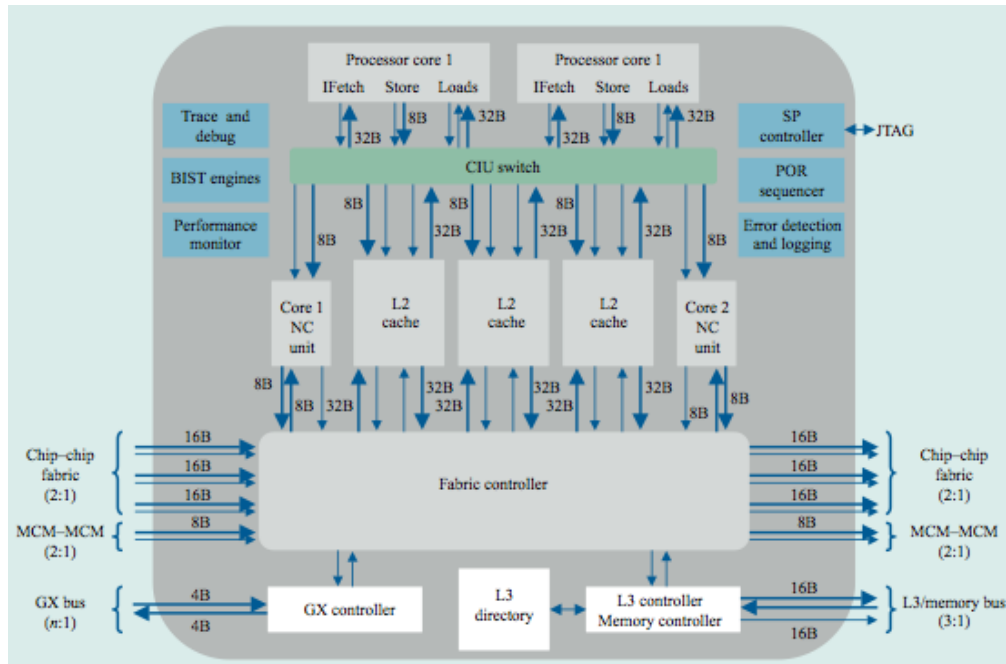 Processor core 1
Processor core 1
IFetch Store Loads
IFetch Store Loads
8B
32B
32B
8B
32B
32B
Trace and
debug
SP
controller
JTAG
CIU switch
BIST engines
POR
sequencer
8B
8B
8B
Performance
monitor
8B
32B
32B
32B
8B
Error detection
and logging
Core 1
NC
unit
L2
cache
L2
cache
L2
cache
Core 2
NC
unit
8B
8B
32B
32B
32B
32B
32B
32B
8B
8B
Chip–chip
fabric
(2:1)
16B
16B
16B
MCM–MCM
(2:1)
8B
Fabric controller
16B
16B
16B
Chip–chip
fabric
(2:1)
8B
MCM–MCM
(2:1)
GX bus
(n:1)
4B
4B
GX controller
L3
directory
L3 controller
Memory controller
16B
16B
L3/memory bus
(3:1)